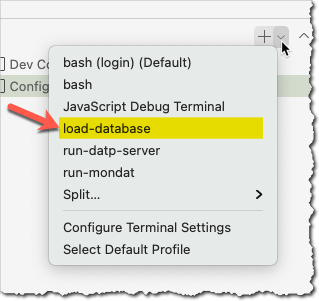 Dev Co
Config
bash (login) (Default)
bash
JavaScript Debug Terminal
load-database
run-datp-server
run-mondat
Split...
Configure Terminal Settings
Select Default Profile